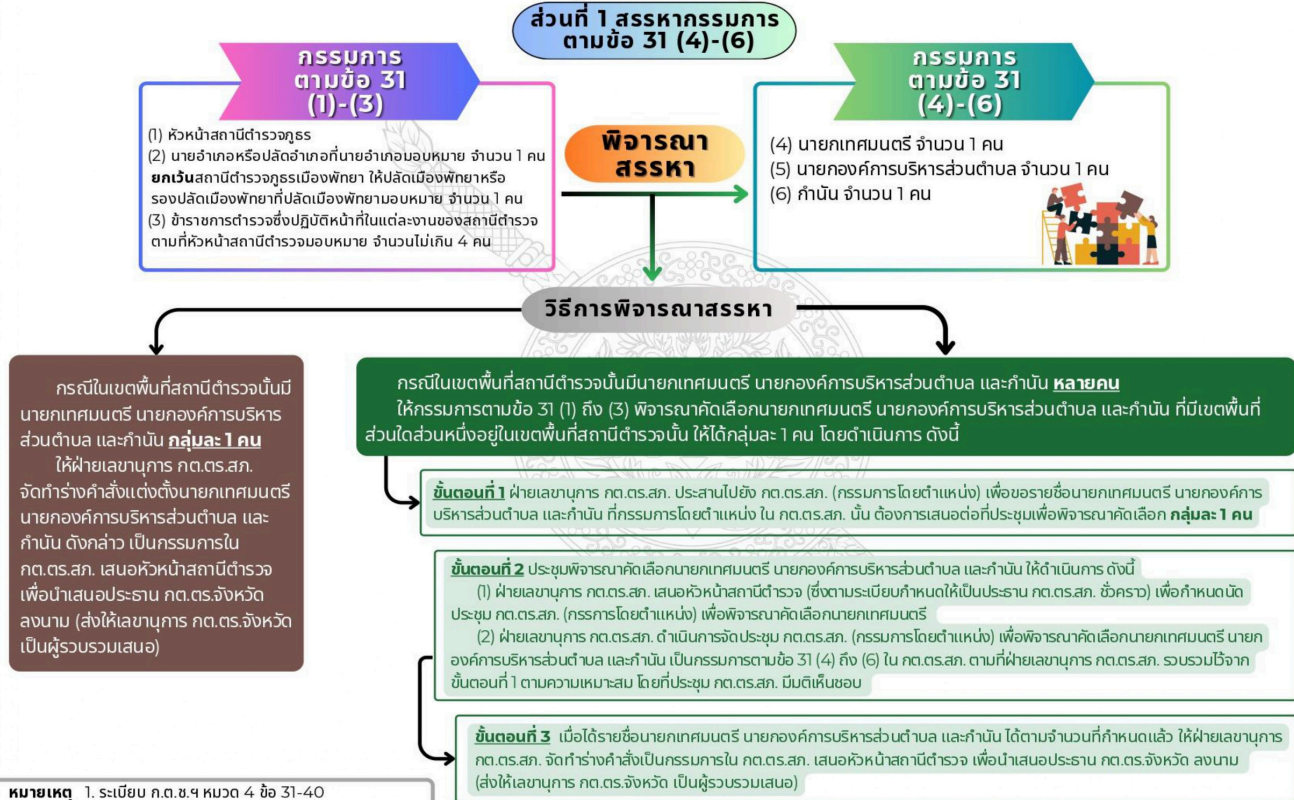 ส่วนที่ 1 สรรหากรรมการ
ตามข้อ 31 (4)-(6)
กรรมการ
ตามข้อ 31
(1)-(3)
(1) หัวหน้าสถานีตำรวจภูธร
(2) นายอำเภอหรือปลัดอำเภอที่นายอำเภอมอบหมาย จำนวน 1 คน
ยกเว้นสถานีตำรวจภูธรเมืองพัทยา ให้ปลัดเมืองพัทยาหรือ
รองปลัดเมืองพัทยาที่ปลัดเมืองพัทยามอบหมาย จำนวน 1 คน
(3) ข้าราชการตำรวจซึ่งปฏิบัติหน้าที่ในแต่ละงานของสถานีตำรวจ
ตามที่หัวหน้าสถานีตำรวจมอบหมาย จำนวนไม่เกิน 4 คน
พิจารณา
สรรหา
กรรมการ
ตามข้อ 31
(4)-(6)
(4) นายกเทศมนตรี จำนวน 1 คน
(5) นายกองค์การบริหารส่วนตำบล จำนวน 1 คน
(6) กำนัน จำนวน 1 คน
วิธีการพิจารณาสรรหา
กรณีในเขตพื้นที่สถานีตำรวจนั้นมี
นายกเทศมนตรี นายกองค์การบริหาร
ส่วนตำบล และกำนัน กลุ่มละ 1 คน
ให้ฝ่ายเลขานุการ กต.ตร.สภ.
จัดทำร่างคำสั่งแต่งตั้งนายกเทศมนตรี
นายกองค์การบริหารส่วนตำบล และ
กำนัน ดังกล่าว เป็นกรรมการใน
กต.ตร.สภ. เสนอหัวหน้าสถานีตำรวจ
เพื่อนำเสนอประธาน กต.ตร.จังหวัด
ลงนาม (ส่งให้เลขานุการ กต.ตร.จังหวัด
เป็นผู้รวบรวมเสนอ)
กรณีในเขตพื้นที่สถานีตำรวจนั้นมีนายกเทศมนตรี นายกองค์การบริหารส่วนตำบล และกำนัน หลายคน
ให้กรรมการตามข้อ 31 (1) ถึง (3) พิจารณาคัดเลือกนายกเทศมนตรี นายกองค์การบริหารส่วนตำบล และกำนัน ที่มีเขตพื้นที่
ส่วนใดส่วนหนึ่งอยู่ในเขตพื้นที่สถานีตำรวจนั้น ให้ได้กลุ่มละ 1 คน โดยดำเนินการ ดังนี้
ขั้นตอนที่ 1 ฝ่ายเลขานุการ กต.ตร.สภ. ประสานไปยัง กต.ตร.สภ. (กรรมการโดยตำแหน่ง) เพื่อขอรายชื่อนายกเทศมนตรี นายกองค์การ
บริหารส่วนตำบล และกำนัน ที่กรรมการโดยตำแหน่ง ใน กต.ตร.สภ. นั้น ต้องการเสนอต่อที่ประชุมเพื่อพิจารณาคัดเลือก กลุ่มละ 1 คน
ขั้นตอนที่ 2 ประชุมพิจารณาคัดเลือกนายกเทศมนตรี นายกองค์การบริหารส่วนตำบล และกำนัน ให้ดำเนินการ ดังนี้
(1) ฝ่ายเลขานุการ กต.ตร.สภ. เสนอหัวหน้าสถานีตำรวจ (ซึ่งตามระเบียบกำหนดให้เป็นประธาน กต.ตร.สภ. ชั่วคราว) เพื่อกำหนดนัด
ประชุม กต.ตร.สภ. (กรรการโดยตำแหน่ง) เพื่อพิจารณาคัดเลือกนายกเทศมนตรี
(2) ฝ่ายเลขานุการ กต.ตร.สภ. ดำเนินการจัดประชุม กต.ตร.สภ. (กรรมการโดยตำแหน่ง) เพื่อพิจารณาคัดเลือกนายกเทศมนตรี นายก
องค์การบริหารส่วนตำบล และกำนัน เป็นกรรมการตามข้อ 31 (4) ถึง (6) ใน กต.ตร.สภ. ตามที่ฝ่ายเลขานุการ กต.ตร.สภ. รวบรวมไว้จาก
ขั้นตอนที่ 1 ตามความเหมาะสม โดยที่ประชุม กต.ตร.สภ. มีมติเห็นชอบ
ขั้นตอนที่ 3 เมื่อได้รายชื่อนายกเทศมนตรี นายกองค์การบริหารส่วนตำบล และกำนัน ได้ตามจำนวนที่กำหนดแล้ว ให้ฝ่ายเลขานุการ
กต.ตร.สภ. จัดทำร่างคำสั่งเป็นกรรมการใน กต.ตร.สภ. เสนอหัวหน้าสถานีตำรวจ เพื่อนำเสนอประธาน กต.ตร.จังหวัด ลงนาม
(ส่งให้เลขานุการ กต.ตร.จังหวัด เป็นผู้รวบรวมเสนอ)
หมายเหตุ 1. ระเบียบ ก.ต.ช.ฯ หมวด 4 ข้อ 31-40